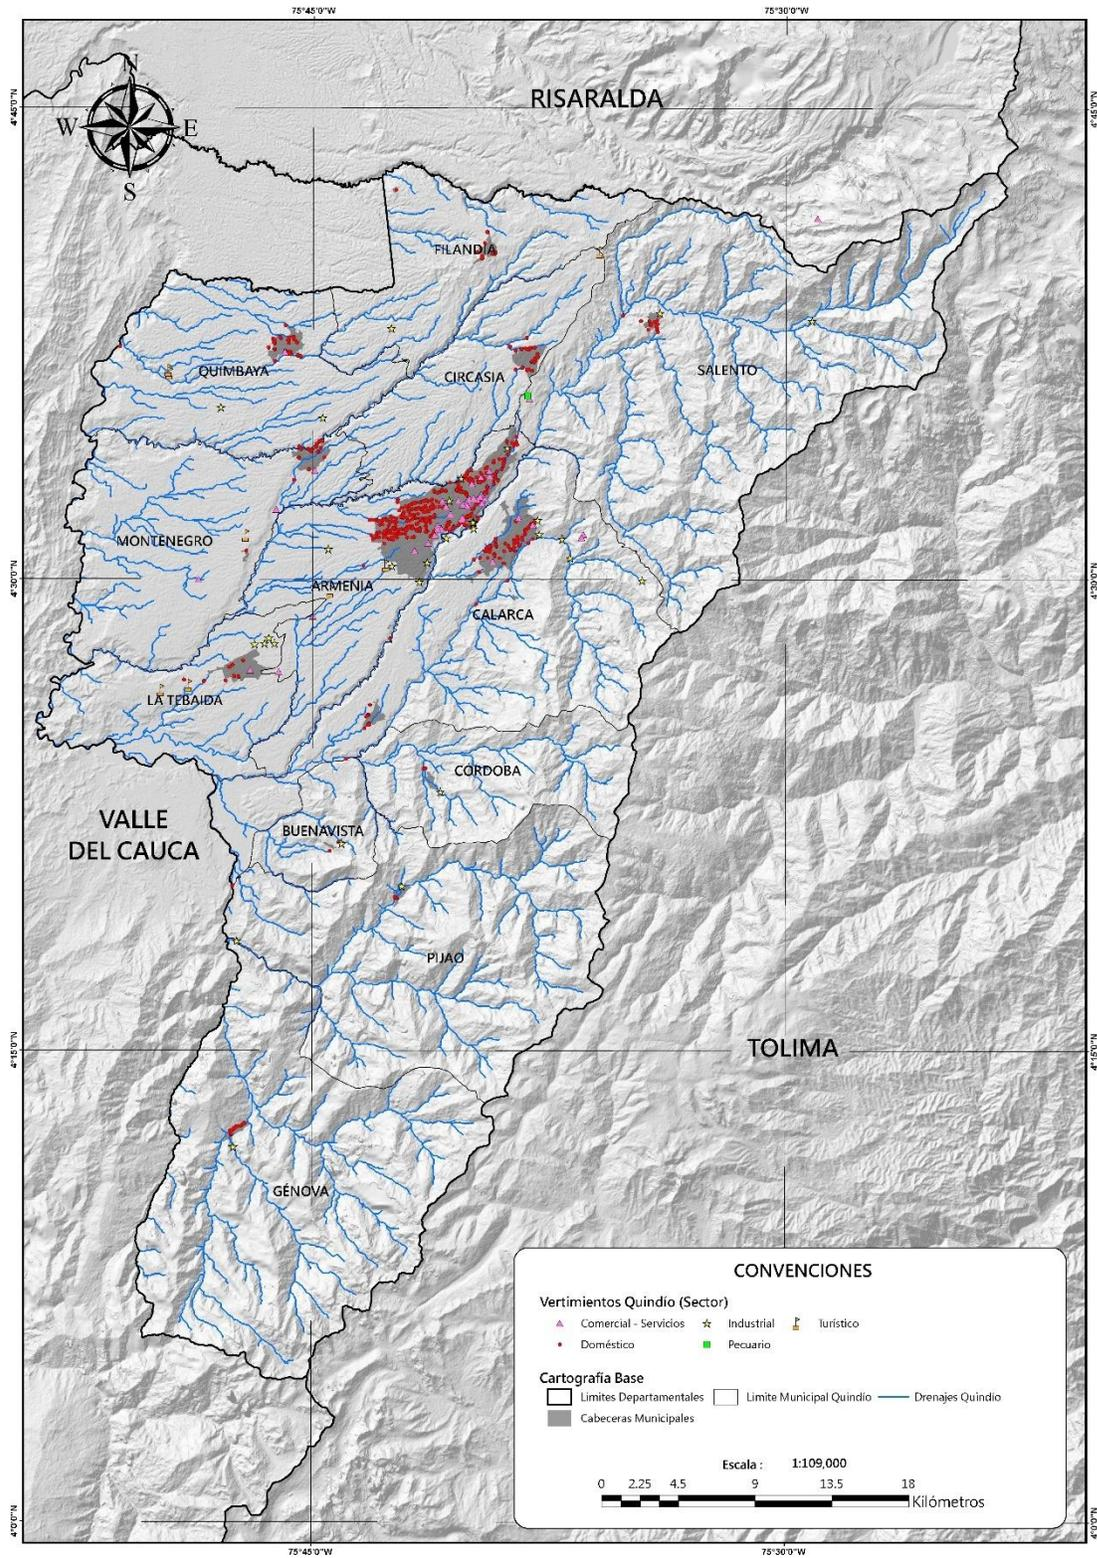 75°45'0"W
75°30'0"W
4°45'0"N
4°45'0"N
N
W
E
S
RISARALDA
FILANDIA
QUIMBAYA
CIRCASIA
SALENTO
MONTENEGRO
ARMENIA
4°30'0"N
4°30'0"N
CALARCA
LA TEBAIDA
CORDOBA
VALLE
DEL CAUCA
BUENAVISTA
PIJAO
TOLIMA
4°15'0"N
4°15'0"N
GÉNOVA
CONVENCIONES
Vertimientos Quindío (Sector)
Comercial - Servicios
Industrial
Turístico
Doméstico
Pecuario
Cartografía Base
Limites Departamentales
Limite Municipal Quindío
Drenajes Quindío
Cabeceras Municipales
Escala : 1:109,000
0 2.25 4.5 9 13.5 18
Kilómetros
4°0'0"N
4°0'0"N
75°45'0"W
75°30'0"W